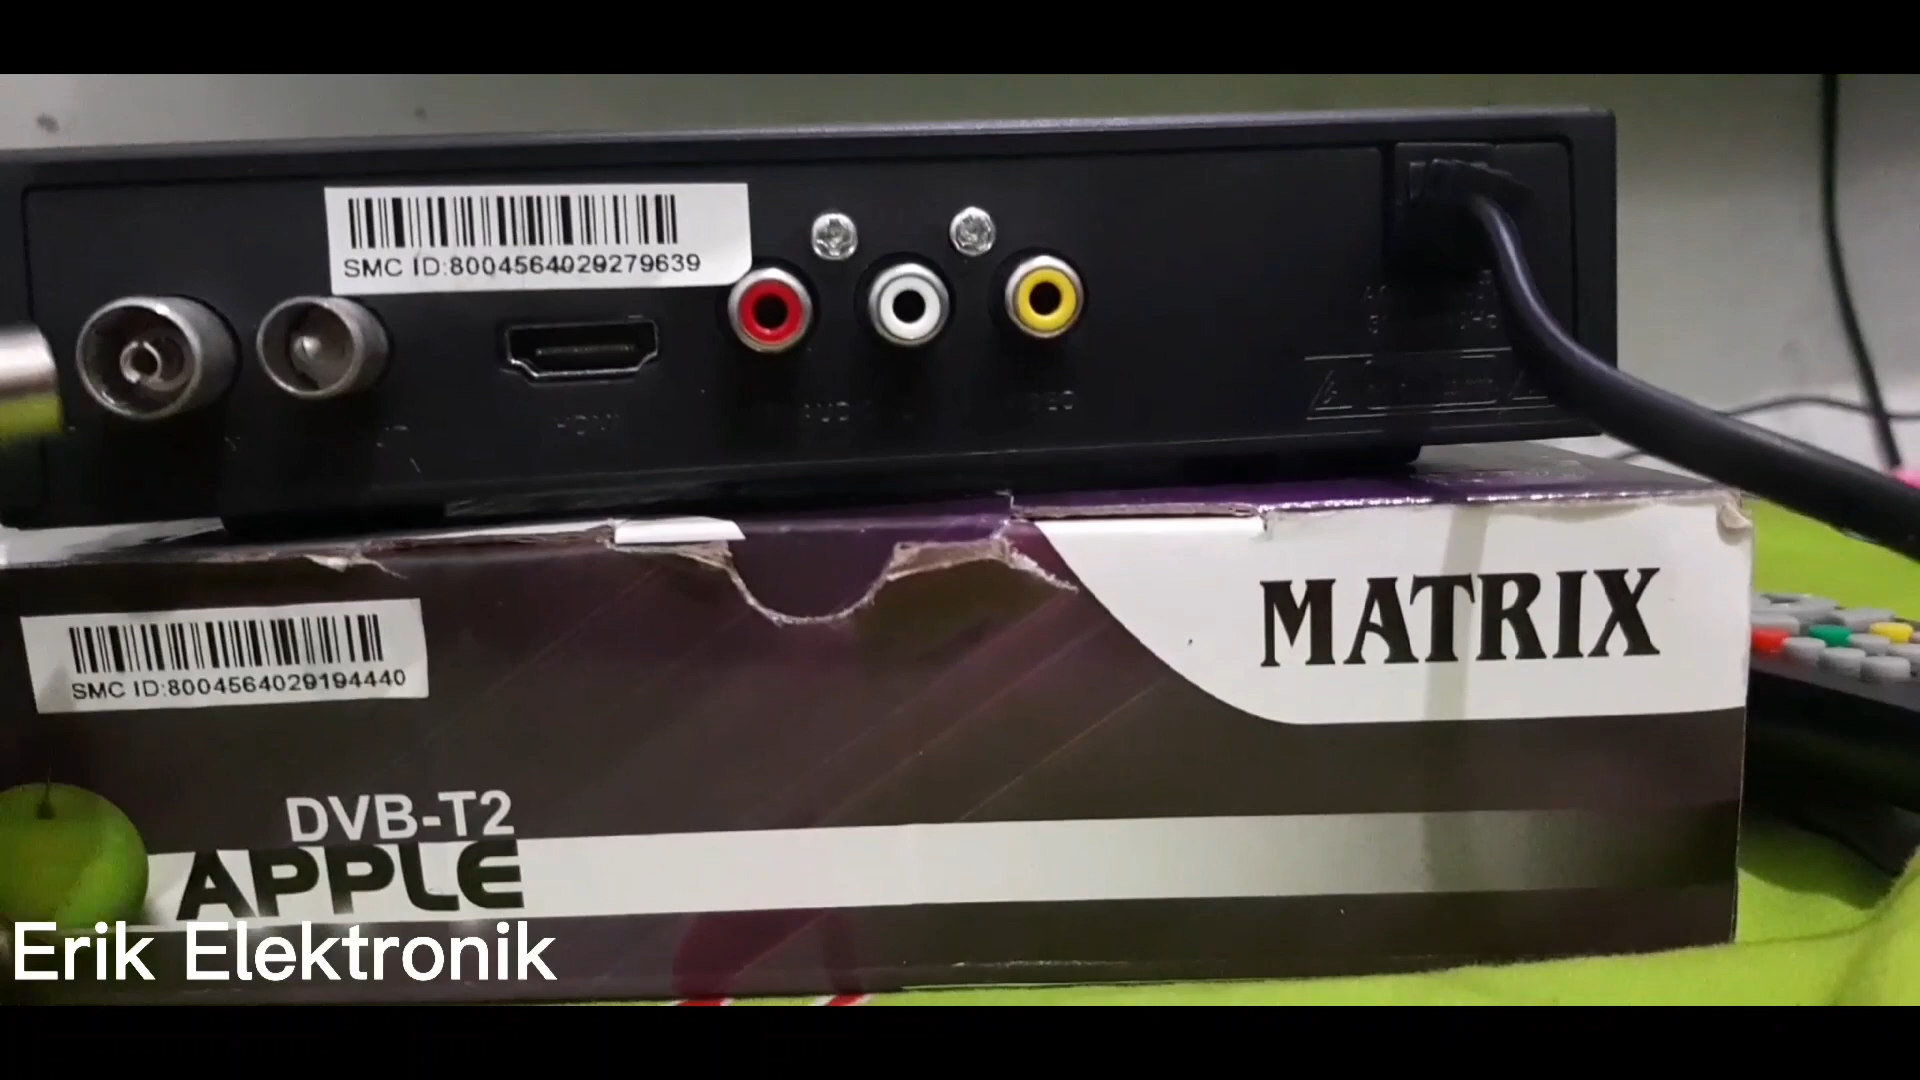 SMC ID:8004564029279639
HDMI
MATRIX
SMC ID:8004564029194440
DVB-T2
APPLE
Erik Elektronik